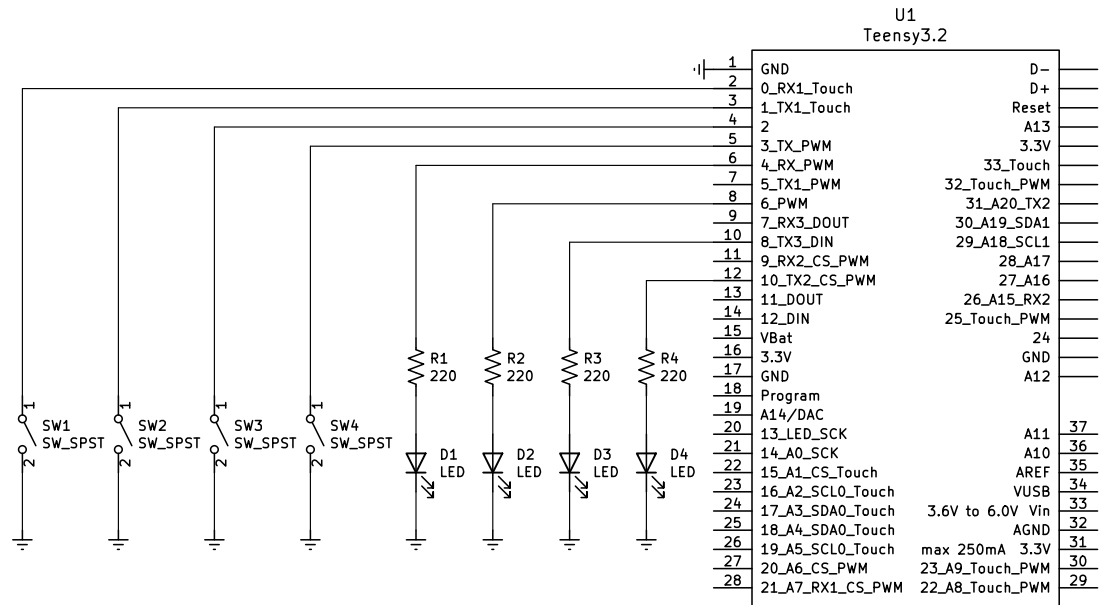 U1
Teensy3.2
1 GND D-
2 0_RX1_Touch D+
3 1_TX1_Touch Reset
4 2 A13
5 3_TX_PWM 3.3V
6 4_RX_PWM 33_Touch
7 5_TX1_PWM 32_Touch_PWM
8 6_PWM 31_A20_TX2
9 7_RX3_DOUT 30_A19_SDA1
10 8_TX3_DIN 29_A18_SCL1
11 9_RX2_CS_PWM 28_A17
12 10_TX2_CS_PWM 27_A16
13 11_DOUT 26_A15_RX2
14 12_DIN 25_Touch_PWM
15 VBat 24
16 3.3V GND
17 GND A12
18 Program
19 A14/DAC
20 13_LED_SCK A11 37
21 14_A0_SCK A10 36
22 15_A1_CS_Touch AREF 35
23 16_A2_SCL0_Touch VUSB 34
24 17_A3_SDA0_Touch 3.6V to 6.0V Vin 33
25 18_A4_SDA0_Touch AGND 32
26 19_A5_SCL0_Touch max 250mA 3.3V 31
27 20_A6_CS_PWM 23_A9_Touch_PWM 30
28 21_A7_RX1_CS_PWM 22_A8_Touch_PWM 29
R1
220
R2
220
R3
220
R4
220
1
SW1
SW_SPST
2
1
SW2
SW_SPST
2
1
SW3
SW_SPST
2
1
SW4
SW_SPST
2
D1
LED
D2
LED
D3
LED
D4
LED